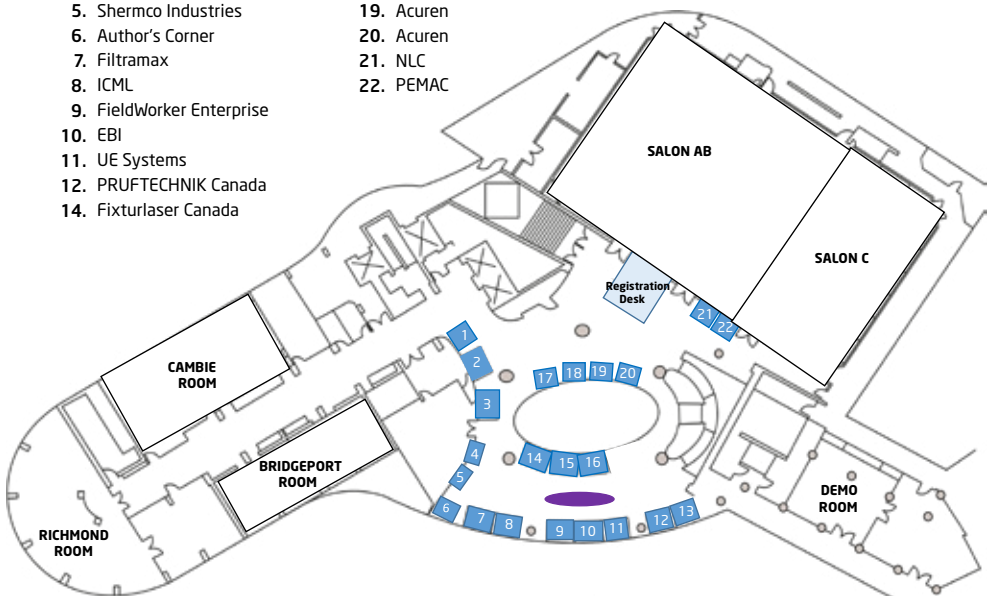 5. Shermco Industries
6. Author's Corner
7. Filtramax
8. ICML
9. FieldWorker Enterprise
10. EBI
11. UE Systems
12. PRUFTECHNIK Canada
14. Fixturlaser Canada
19. Acuren
20. Acuren
21. NLC
22. PEMAC
SALON AB
SALON C
Registration
Desk
21
22
1
2
CAMBIE
ROOM
3
17
18
19
20
4
5
6
14
15
16
BRIDGEPORT
ROOM
7
8
9
10
11
12
13
DEMO
ROOM
RICHMOND
ROOM